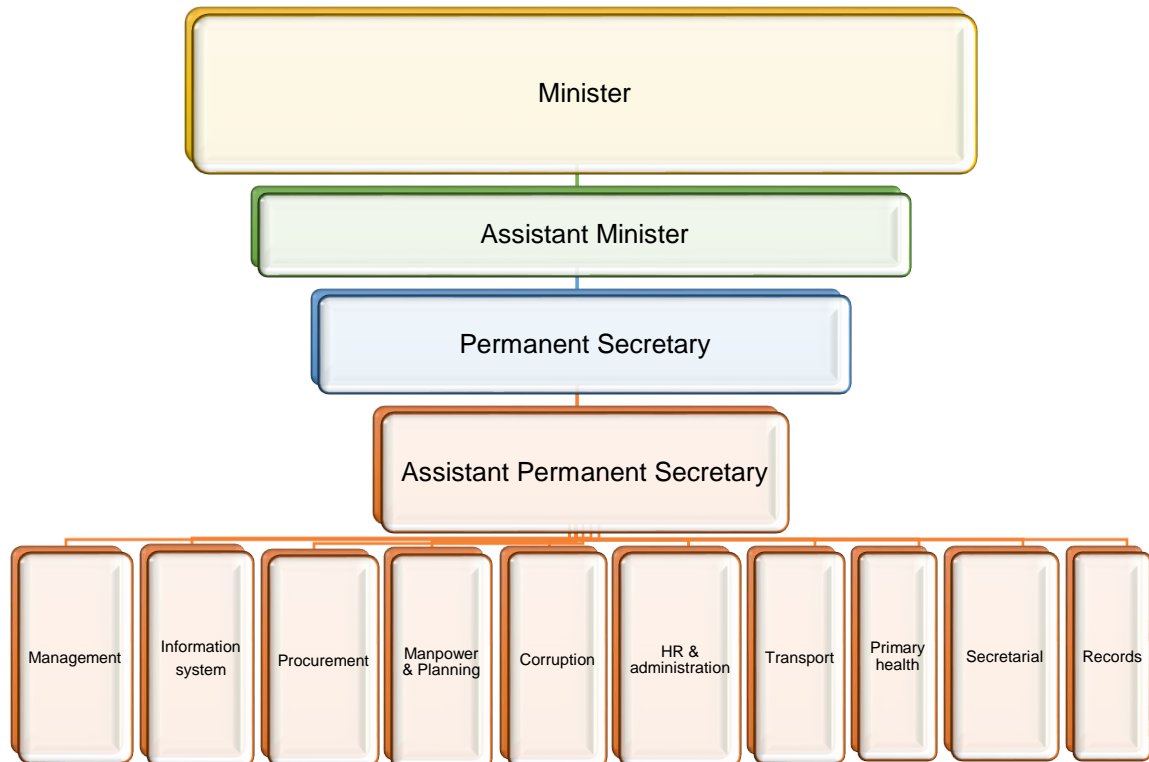 Minister
Assistant Minister
Permanent Secretary
Assistant Permanent Secretary
Management
Information
system
Procurement
Manpower
& Planning
Corruption
HR &
administration
Transport
Primary
health
Secretarial
Records